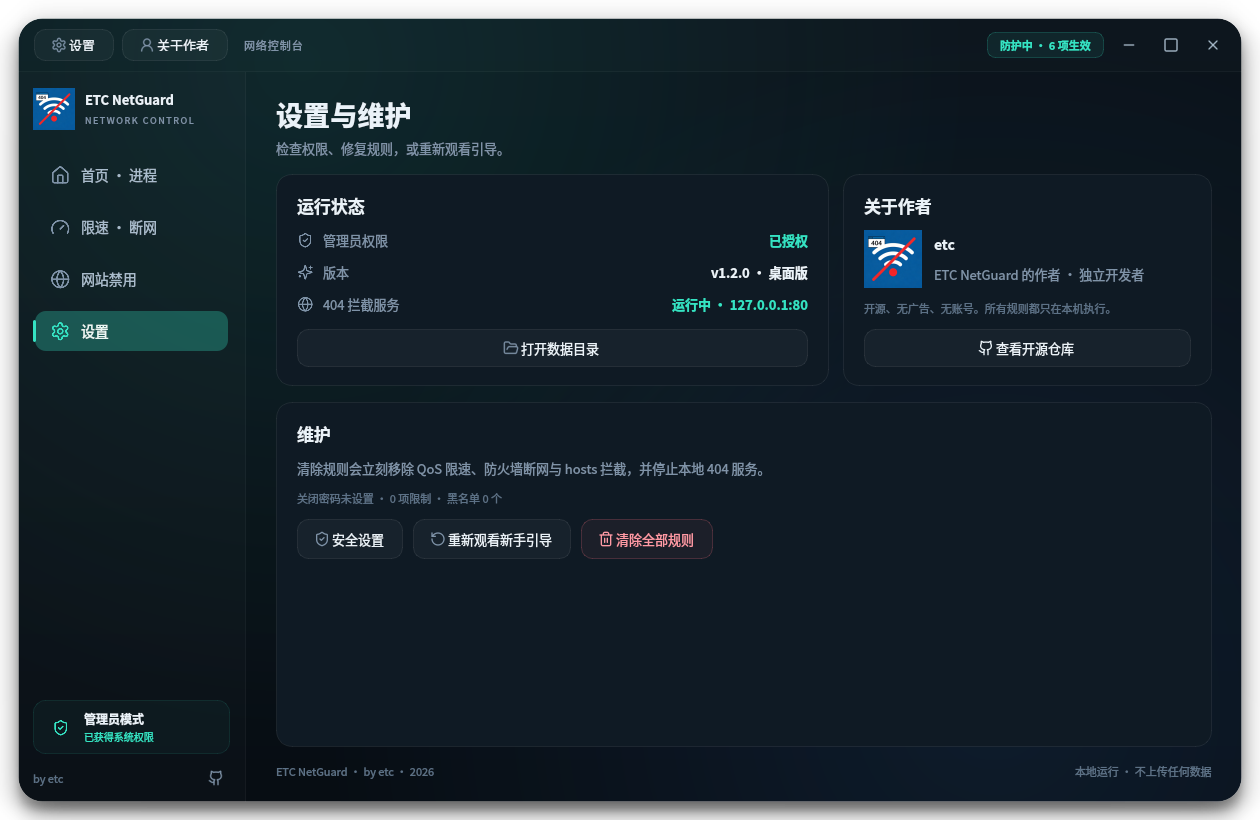 设置
关于作者
网络控制台
防护中 · 6 项生效
404
ETC NetGuard
NETWORK CONTROL
首页 · 进程
限速 · 断网
网站禁用
设置
管理员模式
已获得系统权限
by etc
设置与维护
检查权限、修复规则，或重新观看引导。
运行状态
管理员权限
已授权
版本
v1.2.0 · 桌面版
404 拦截服务
运行中 · 127.0.0.1:80
打开数据目录
关于作者
404
etc
ETC NetGuard 的作者 · 独立开发者
开源、无广告、无账号。所有规则都只在本机执行。
查看开源仓库
维护
清除规则会立刻移除 QoS 限速、防火墙断网与 hosts 拦截，并停止本地 404 服务。
关闭密码未设置 · 0 项限制 · 黑名单 0 个
安全设置
重新观看新手引导
清除全部规则
ETC NetGuard · by etc · 2026
本地运行 · 不上传任何数据